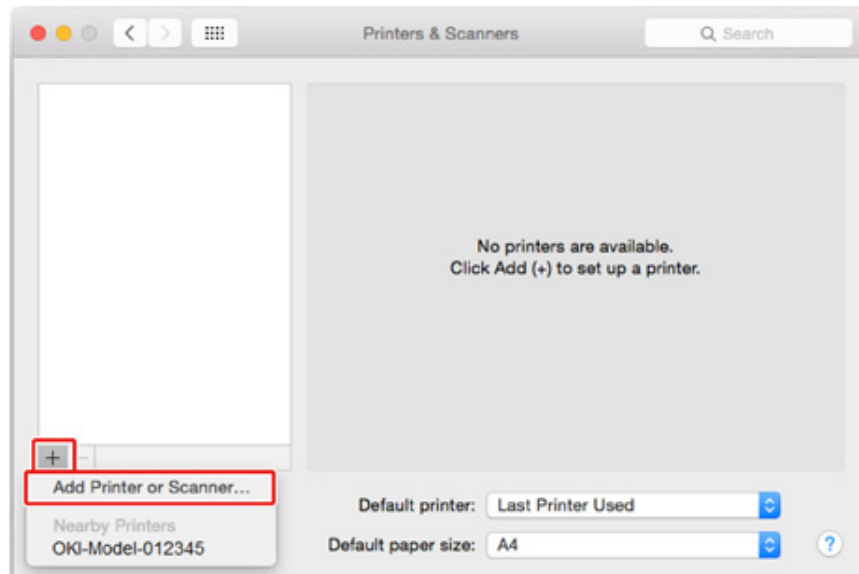 Printers & Scanners
Search
No printers are available.
Click Add (+) to set up a printer.
+ −
Add Printer or Scanner...
Nearby Printers
OKI-Model-012345
Default printer: Last Printer Used
Default paper size: A4
?